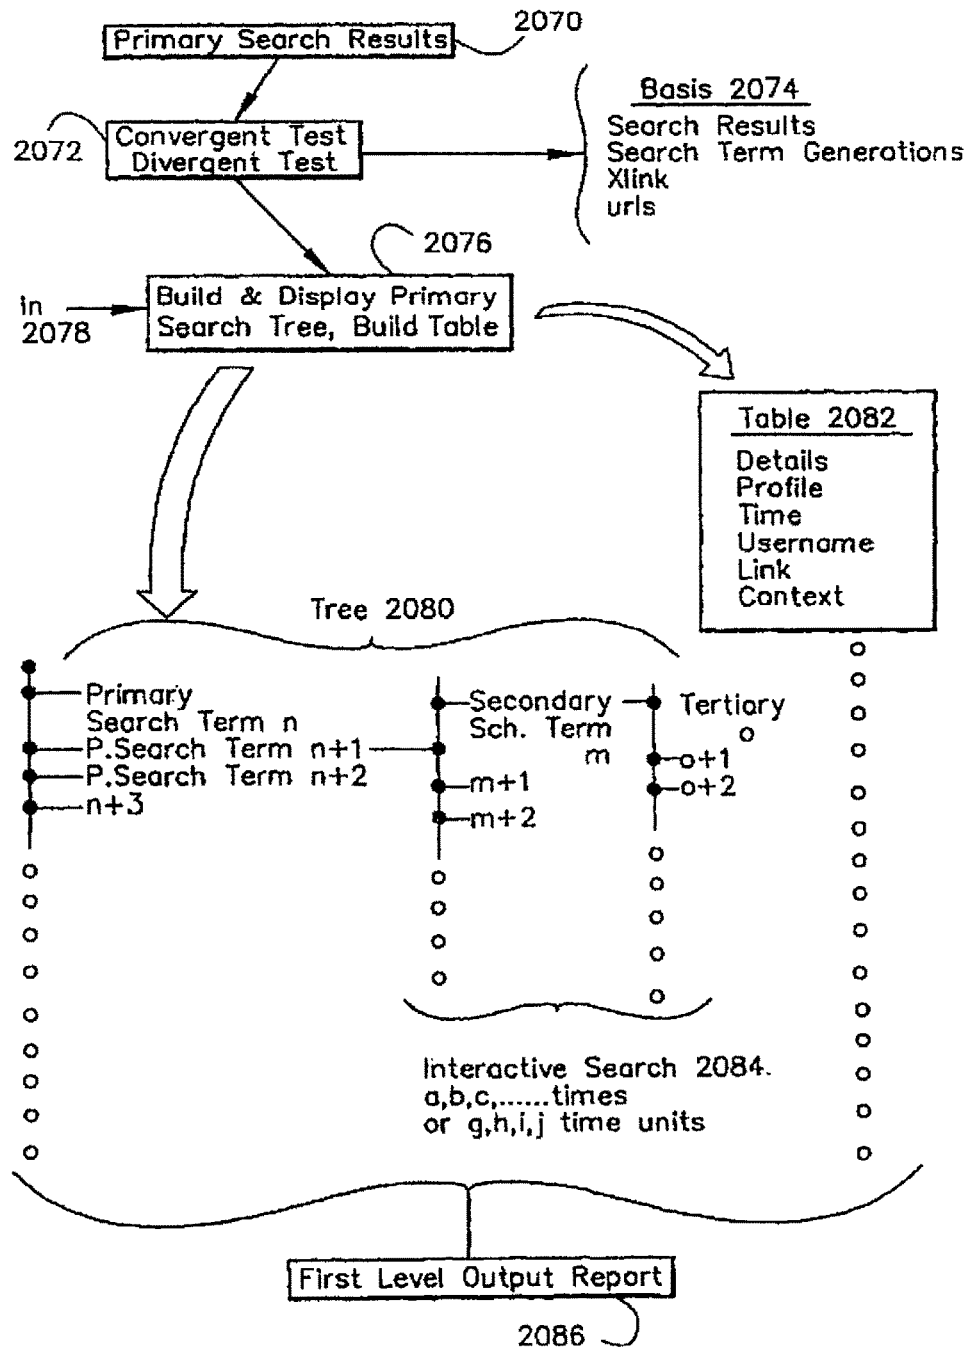 Primary Search Results
2070
Convergent Test
Divergent Test
2072
Basis 2074
Search Results
Search Term Generations
Xlink
urls
2076
in
2078
Build & Display Primary
Search Tree, Build Table
Table 2082
Details
Profile
Time
Username
Link
Context
Tree 2080
Primary
Search Term n
P.Search Term n+1
P.Search Term n+2
n+3
Secondary
Sch. Term
m
m+1
m+2
Tertiary
o
o+1
o+2
Interactive Search 2084.
a,b,c,......times
or g,h,i,j time units
First Level Output Report
2086